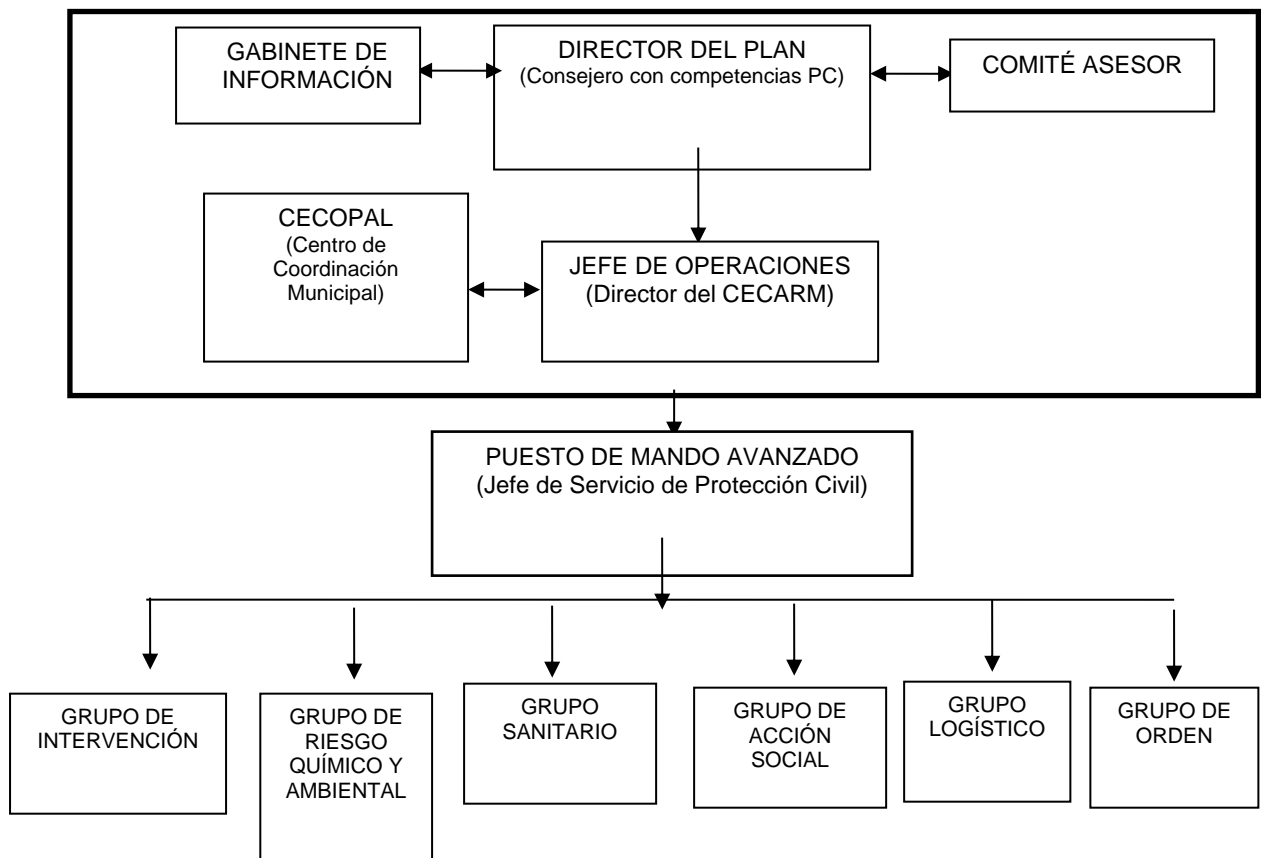 GABINETE DE
INFORMACIÓN
DIRECTOR DEL PLAN
(Consejero con competencias PC)
COMITÉ ASESOR
CECOPAL
(Centro de
Coordinación
Municipal)
JEFE DE OPERACIONES
(Director del CECARM)
PUESTO DE MANDO AVANZADO
(Jefe de Servicio de Protección Civil)
GRUPO DE
INTERVENCIÓN
GRUPO DE
RIESGO
QUÍMICO Y
AMBIENTAL
GRUPO
SANITARIO
GRUPO DE
ACCIÓN
SOCIAL
GRUPO
LOGÍSTICO
GRUPO DE
ORDEN